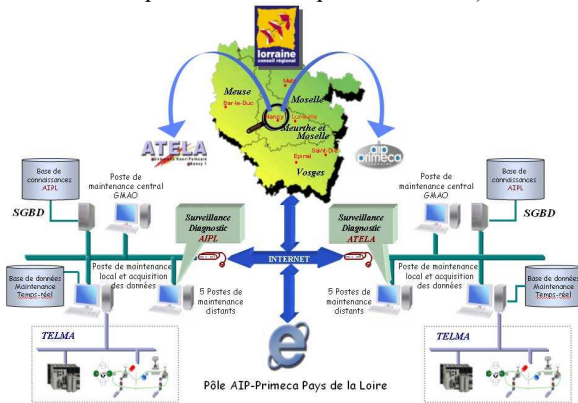 lorraine
conseil régional
Meuse
Metz
Moselle
Bar-le-Duc
Nancy
Lunéville
Meurthe et
Moselle
Saint-Dié
Epinal
Vosges
ATELA
aip
primeca
Base de
connaissances
AIPL
Poste de
maintenance central
GMAO
SGBD
Surveillance
Diagnostic
AIPL
INTERNET
Surveillance
Diagnostic
ATELA
Poste de
maintenance central
GMAO
Base de
connaissances
AIPL
SGBD
Base de données
Maintenance
Temps-réel
Poste de maintenance
local et acquisition
des données
5 Postes de
maintenance
distants
5 Postes de
maintenance
distants
Poste de maintenance
local et acquisition
des données
Base de données
Maintenance
Temps-réel
TELMA
TELMA
Pôle AIP-Primeca Pays de la Loire